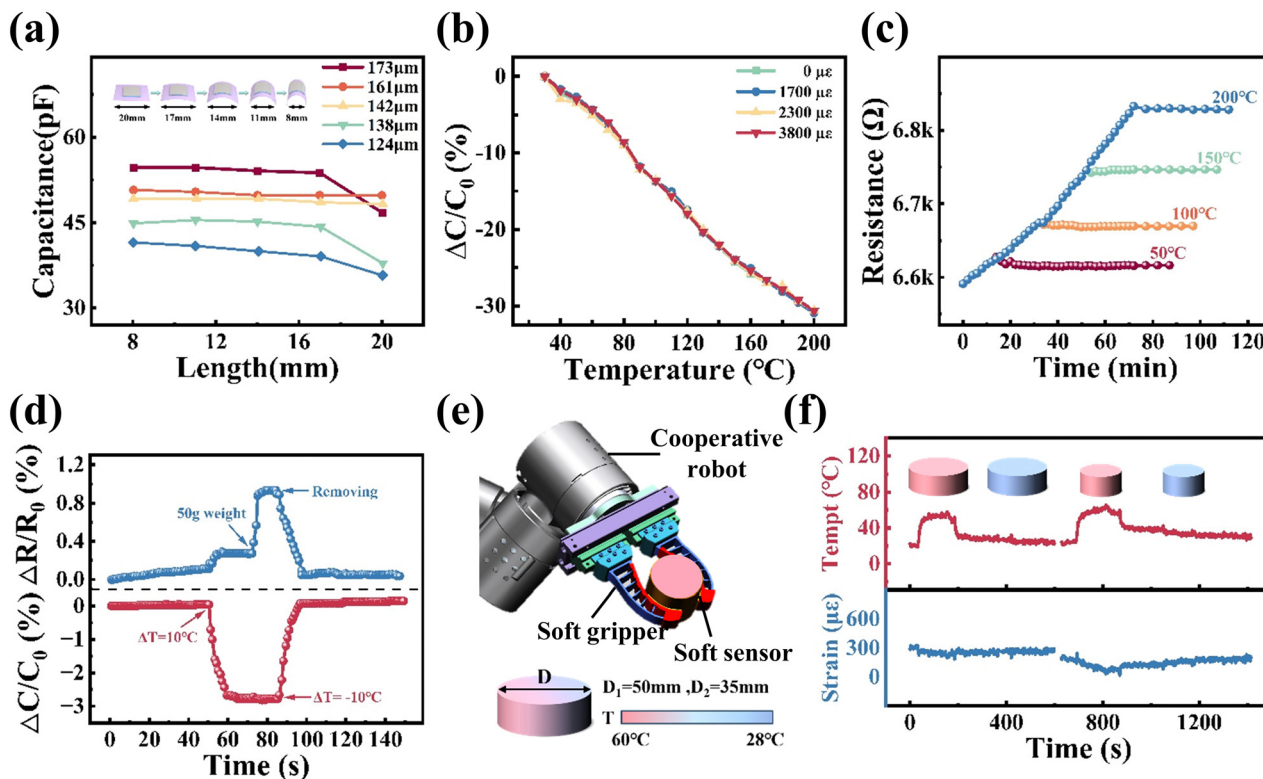 (a)
Capacitance(pF)
60
45
30
173μm
161μm
142μm
138μm
124μm
20mm 17mm 14mm 11mm 8mm
8 12 16 20
Length(mm)
(b)
ΔC/C0 (%)
0
-10
-20
-30
0 με
1700 με
2300 με
3800 με
40 80 120 160 200
Temperature (℃)
(c)
Resistance (Ω)
6.8k
6.7k
6.6k
200℃
150℃
100℃
50℃
0 20 40 60 80 100 120
Time (min)
(d)
ΔR/R0 (%)
1.2
0.8
0.4
0.0
50g weight
Removing
ΔC/C0 (%)
0
−1
−2
−3
ΔT=10℃
ΔT= -10℃
0 20 40 60 80 100 120 140
Time (s)
(e)
Cooperative
robot
Soft gripper
Soft sensor
D
D1=50mm ,D2=35mm
T
60℃ 28℃
(f)
Tempt (℃)
120
80
40
0
Strain (με)
600
300
0
0 400 800 1200
Time (s)